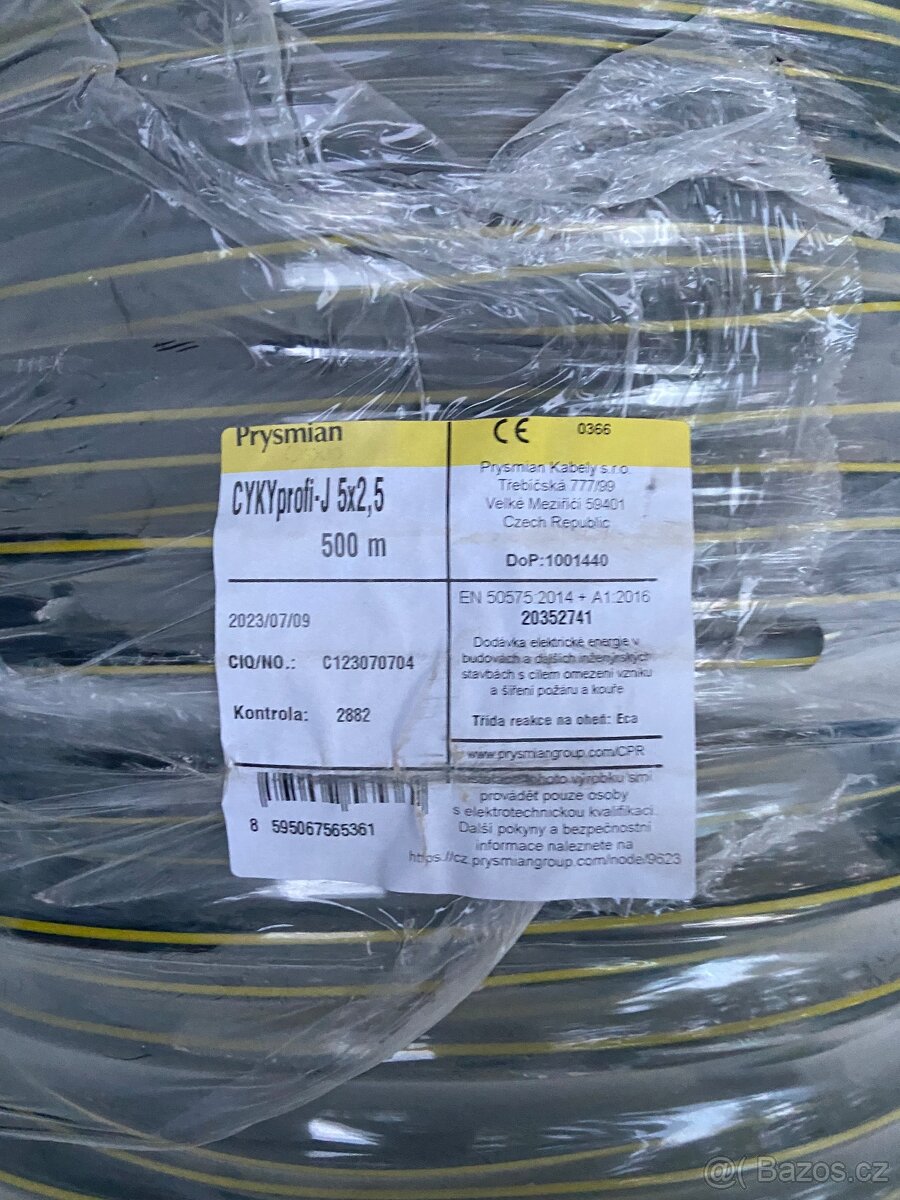 Prysmian
CYKYprofi-J 5x2,5
500 m
2023/07/09
CIO/NO.: C123070704
Kontrola: 2882
8 595067565361
CE 0366
Prysmian Kabely s.r.o.
Třebíčská 777/99
Velké Meziříčí 59401
Czech Republic
DoP:1001440
EN 50575:2014 + A1:2016
20352741
Dodávka elektrické energie v
budovách a dalších inženýrských
stavbách s cílem omezení vzniku
a šíření požáru a kouře
Třída reakce na oheň: Eca
www.prysmiangroup.com/CPR
tohoto výrobku smí
provádět pouze osoby
s elektrotechnickou kvalifikací.
Další pokyny a bezpečnostní
informace naleznete na
https://cz.prysmiangroup.com/node/9623
@( Bazos.cz